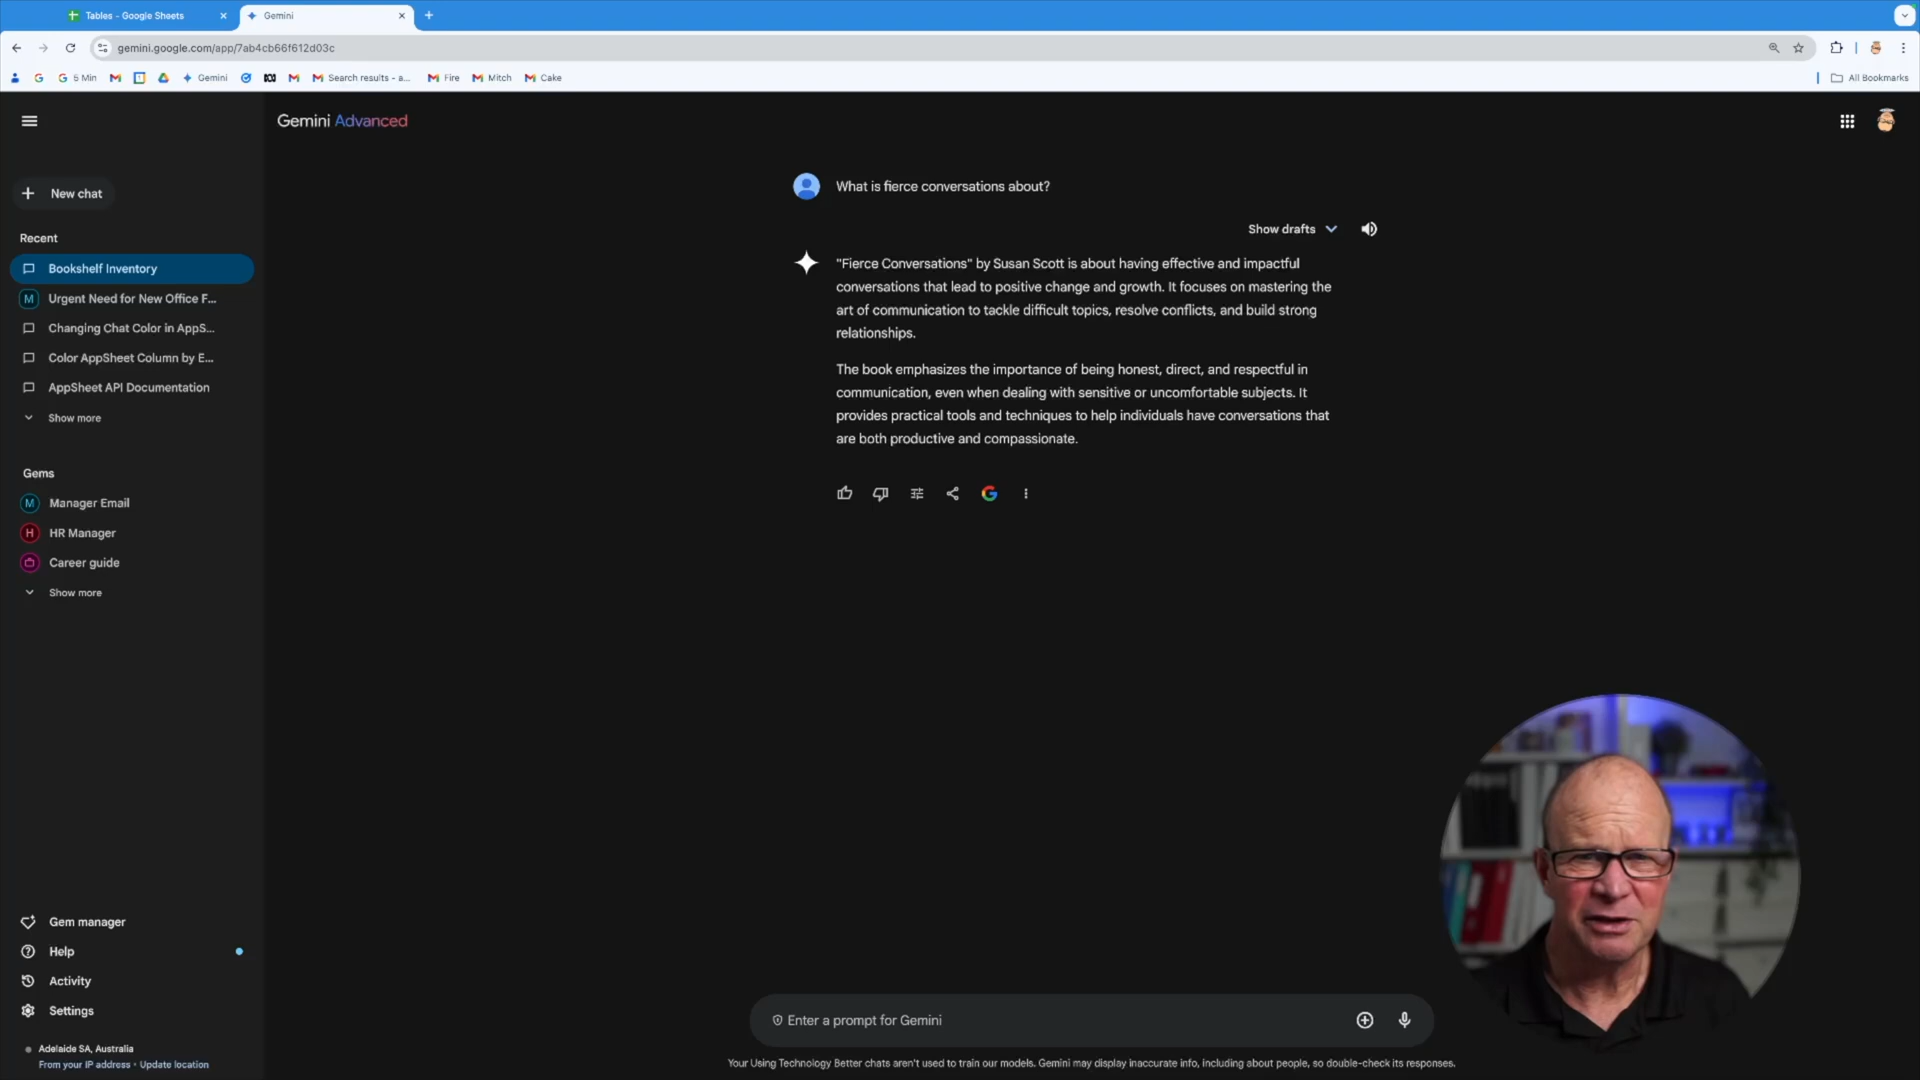 Tables - Google Sheets
Gemini
gemini.google.com/app/7ab4cb66f612d03c
5 Min
Gemini
Search results - a...
Fire
Mitch
Cake
All Bookmarks
Gemini Advanced
New chat
Recent
Bookshelf Inventory
M Urgent Need for New Office F...
Changing Chat Color in AppS...
Color AppSheet Column by E...
AppSheet API Documentation
Show more
Gems
M Manager Email
H HR Manager
Career guide
Show more
Gem manager
Help
Activity
Settings
Adelaide SA, Australia
From your IP address • Update location
What is fierce conversations about?
Show drafts
"Fierce Conversations" by Susan Scott is about having effective and impactful
conversations that lead to positive change and growth. It focuses on mastering the
art of communication to tackle difficult topics, resolve conflicts, and build strong
relationships.
The book emphasizes the importance of being honest, direct, and respectful in
communication, even when dealing with sensitive or uncomfortable subjects. It
provides practical tools and techniques to help individuals have conversations that
are both productive and compassionate.
Enter a prompt for Gemini
Your Using Technology Better chats aren't used to train our models. Gemini may display inaccurate info, including about people, so double-check its responses.